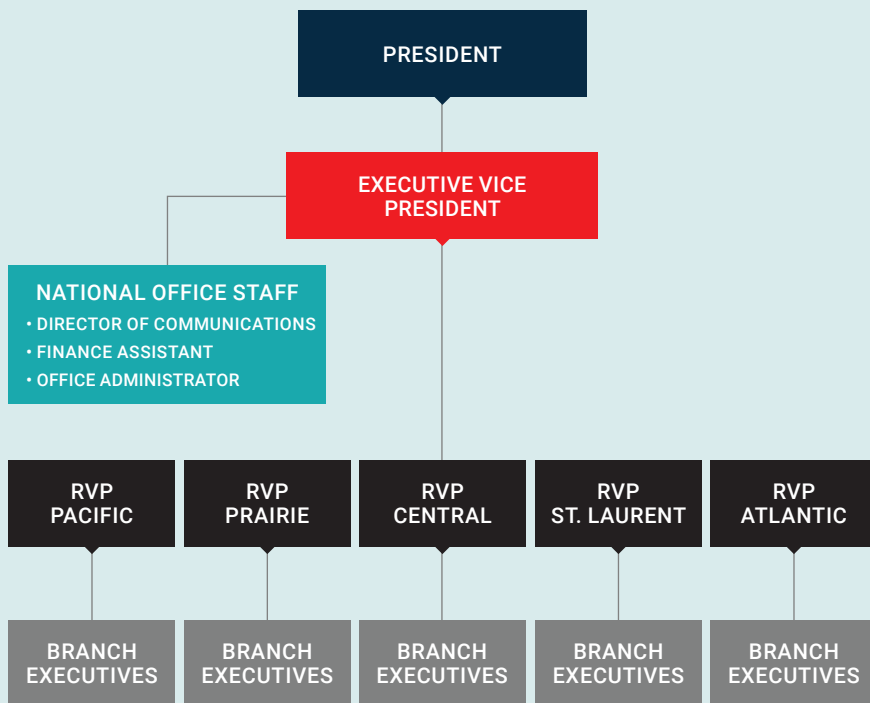 PRESIDENT
EXECUTIVE VICE
PRESIDENT
NATIONAL OFFICE STAFF
• DIRECTOR OF COMMUNICATIONS
• FINANCE ASSISTANT
• OFFICE ADMINISTRATOR
RVP
PACIFIC
RVP
PRAIRIE
RVP
CENTRAL
RVP
ST. LAURENT
RVP
ATLANTIC
BRANCH
EXECUTIVES
BRANCH
EXECUTIVES
BRANCH
EXECUTIVES
BRANCH
EXECUTIVES
BRANCH
EXECUTIVES